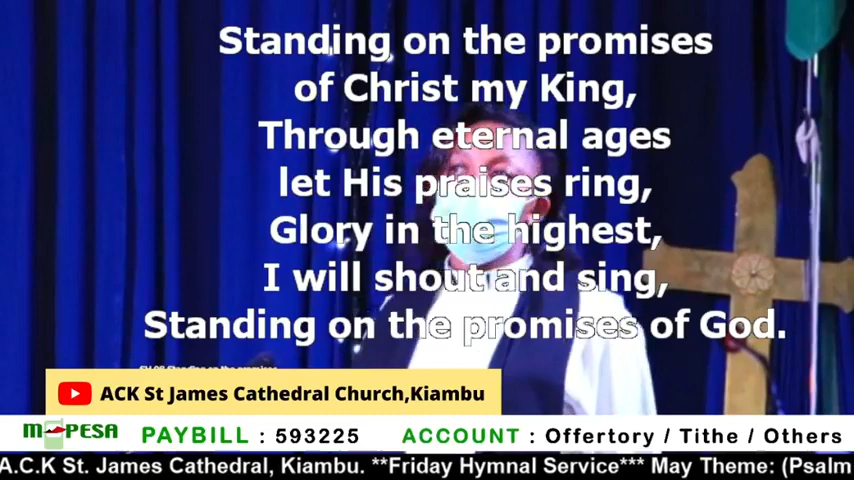 Standing on the promises
of Christ my King,
Through eternal ages
let His praises ring,
Glory in the highest,
I will shout and sing,
Standing on the promises of God.
ACK St James Cathedral Church,Kiambu
M-PESA PAYBILL : 593225 ACCOUNT : Offertory / Tithe / Others
A.C.K St. James Cathedral, Kiambu. **Friday Hymnal Service*** May Theme: (Psalm